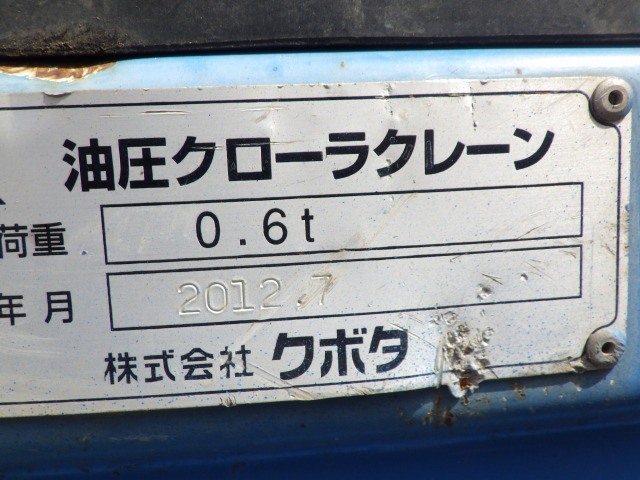 油圧クローラクレーン
荷重 0.6t
年月 2012.7
株式会社 クボタ